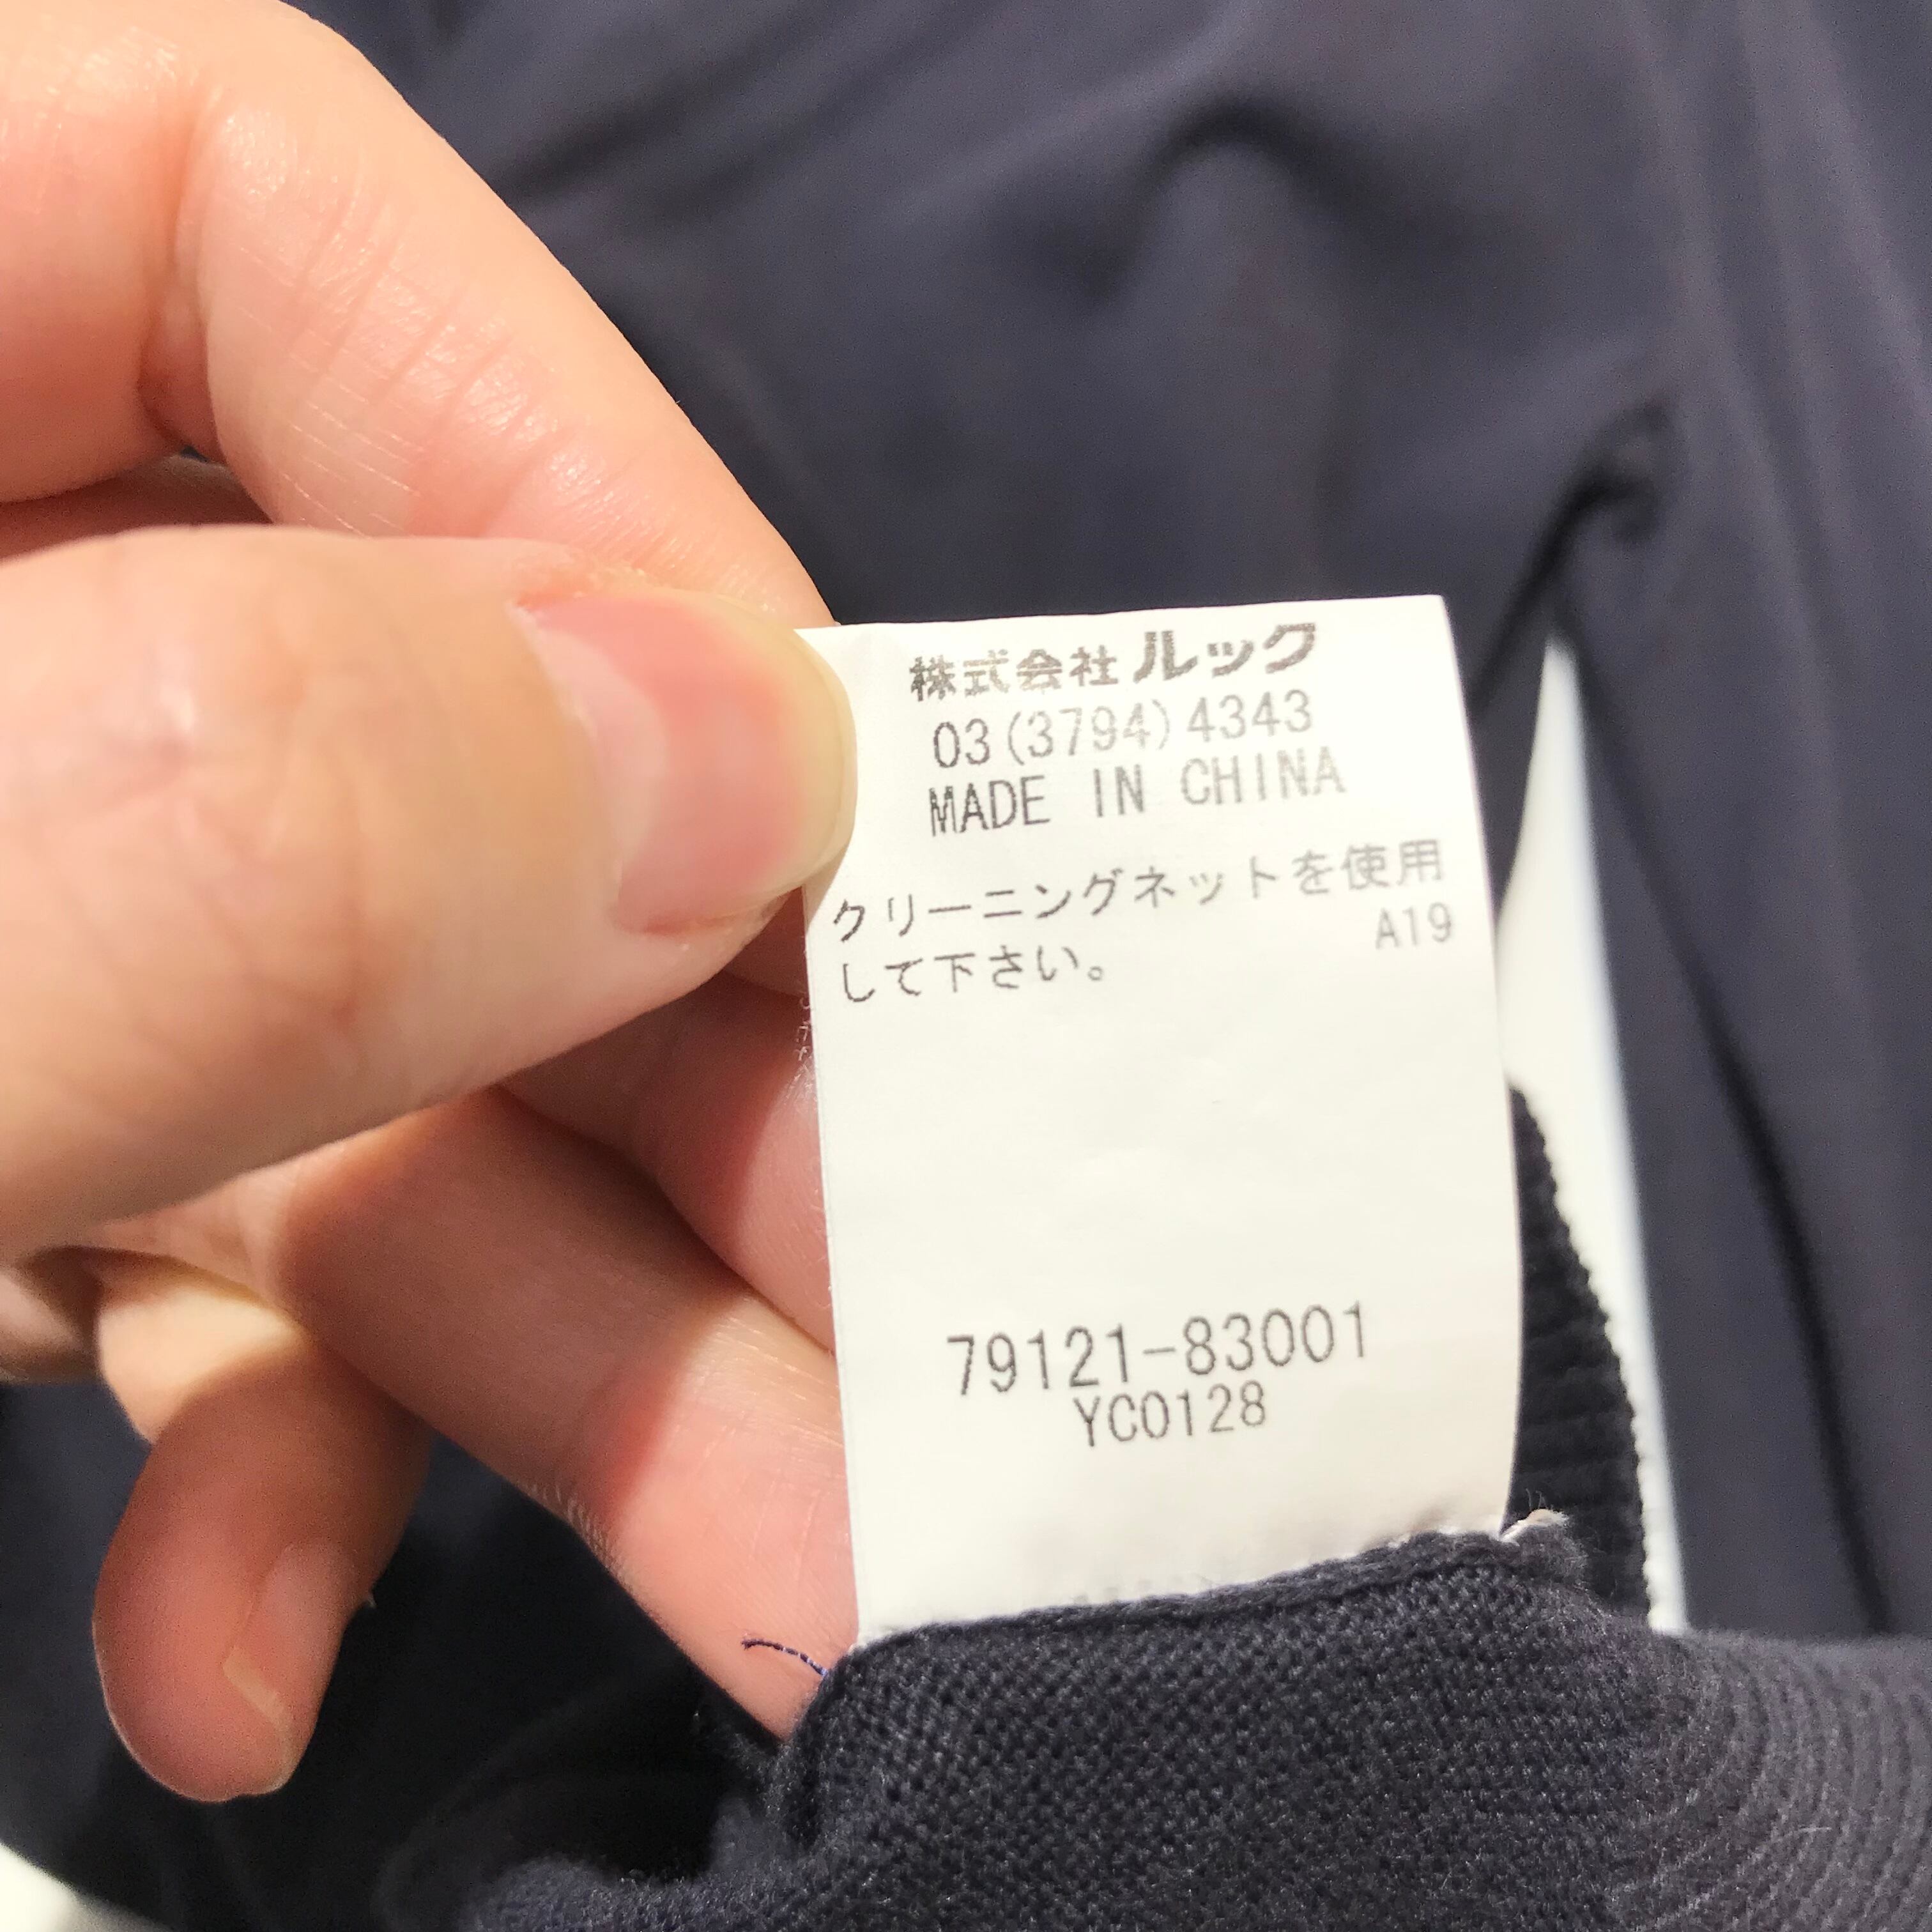 株式会社ルック
03(3794)4343
MADE IN CHINA
クリーニングネットを使用
して下さい。
A19
79121-83001
YC0128